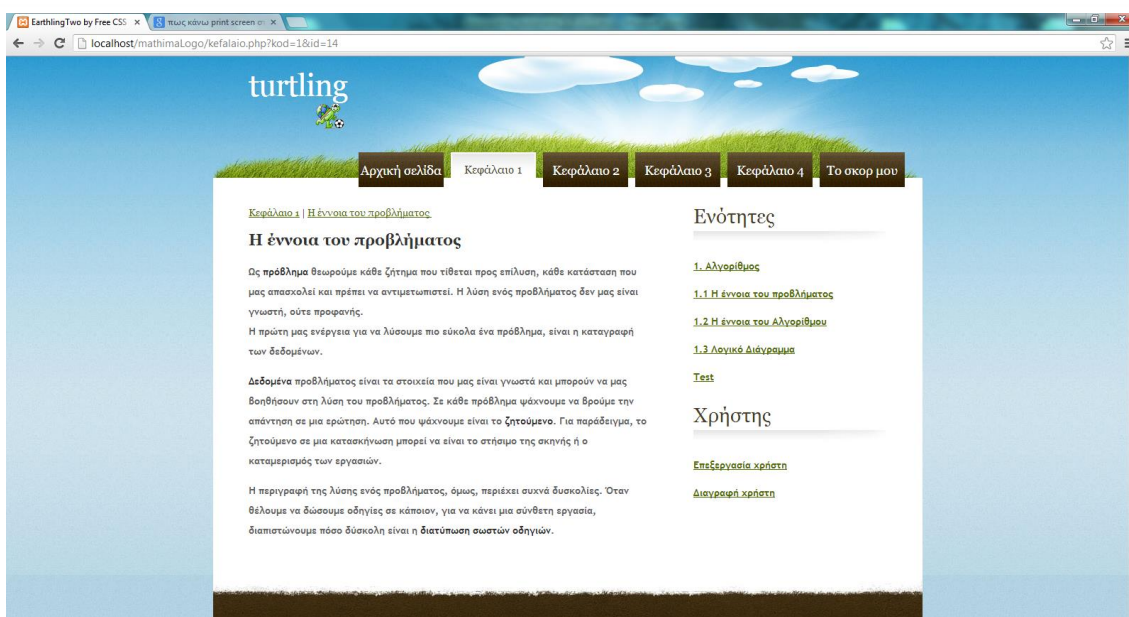 EarthlingTwo by Free CSS
πως κάνω print screen σ
localhost/mathimaLogo/kefalaio.php?kod=1&id=14
turtling
Αρχική σελίδα Κεφάλαιο 1 Κεφάλαιο 2 Κεφάλαιο 3 Κεφάλαιο 4 Το σκορ μου
Κεφάλαιο 1 | Η έννοια του προβλήματος
Η έννοια του προβλήματος
Ως πρόβλημα θεωρούμε κάθε ζήτημα που τίθεται προς επίλυση, κάθε κατάσταση που
μας απασχολεί και πρέπει να αντιμετωπιστεί. Η λύση ενός προβλήματος δεν μας είναι
γνωστή, ούτε προφανής.
Η πρώτη μας ενέργεια για να λύσουμε πιο εύκολα ένα πρόβλημα, είναι η καταγραφή
των δεδομένων.
Δεδομένα προβλήματος είναι τα στοιχεία που μας είναι γνωστά και μπορούν να μας
βοηθήσουν στη λύση του προβλήματος. Σε κάθε πρόβλημα ψάχνουμε να βρούμε την
απάντηση σε μια ερώτηση. Αυτό που ψάχνουμε είναι το ζητούμενο. Για παράδειγμα, το
ζητούμενο σε μια κατασκήνωση μπορεί να είναι το στήσιμο της σκηνής ή ο
καταμερισμός των εργασιών.
Η περιγραφή της λύσης ενός προβλήματος, όμως, περιέχει συχνά δυσκολίες. Όταν
θέλουμε να δώσουμε οδηγίες σε κάποιον, για να κάνει μια σύνθετη εργασία,
διαπιστώνουμε πόσο δύσκολη είναι η διατύπωση σωστών οδηγιών.
Ενότητες
1. Αλγορίθμος
1.1 Η έννοια του προβλήματος
1.2 Η έννοια του Αλγορίθμου
1.3 Λογικό Διάγραμμα
Test
Χρήστης
Επεξεργασία χρήστη
Διαγραφή χρήστη